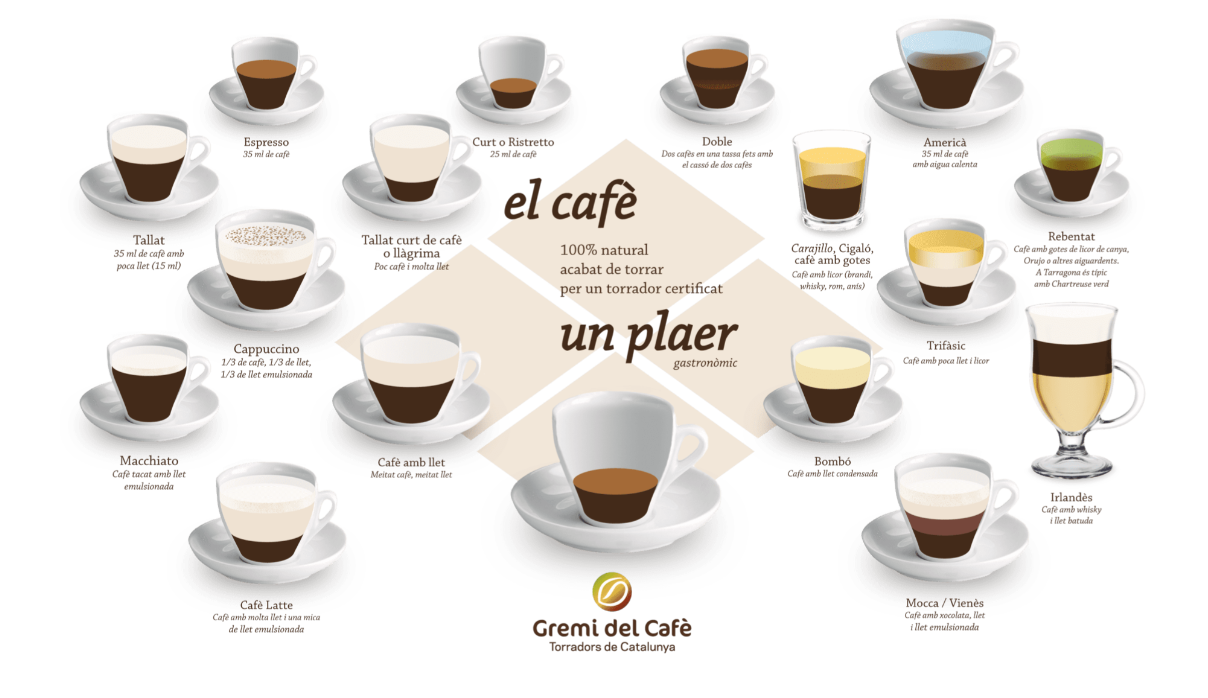 Espresso
35 ml de cafè
Curt o Ristretto
25 ml de cafè
Doble
Dos cafès en una tassa fets amb
el cassó de dos cafès
Americà
35 ml de cafè
amb aigua calenta
Tallat
35 ml de cafè amb
poca llet (15 ml)
Tallat curt de cafè
o llàgrima
Poc cafè i molta llet
el cafè
100% natural
acabat de torrar
per un torrador certificat
un plaer
gastronòmic
Carajillo, Cigaló,
cafè amb gotes
Cafè amb licor (brandi,
whisky, rom, anis)
Rebentat
Cafè amb gotes de licor de canya,
Orujo o altres aiguardents.
A Tarragona és típic
amb Chartreuse verd
Cappuccino
1/3 de cafè, 1/3 de llet,
1/3 de llet emulsionada
Trifàsic
Cafè amb poca llet i licor
Macchiato
Cafè tacat amb llet
emulsionada
Cafè amb llet
Meitat cafè, meitat llet
Bombó
Cafè amb llet condensada
Irlandès
Cafè amb whisky
i llet batuda
Cafè Latte
Cafè amb molta llet i una mica
de llet emulsionada
Mocca / Vienès
Cafè amb xocolata, llet
i llet emulsionada
Gremi del Cafè
Torradors de Catalunya